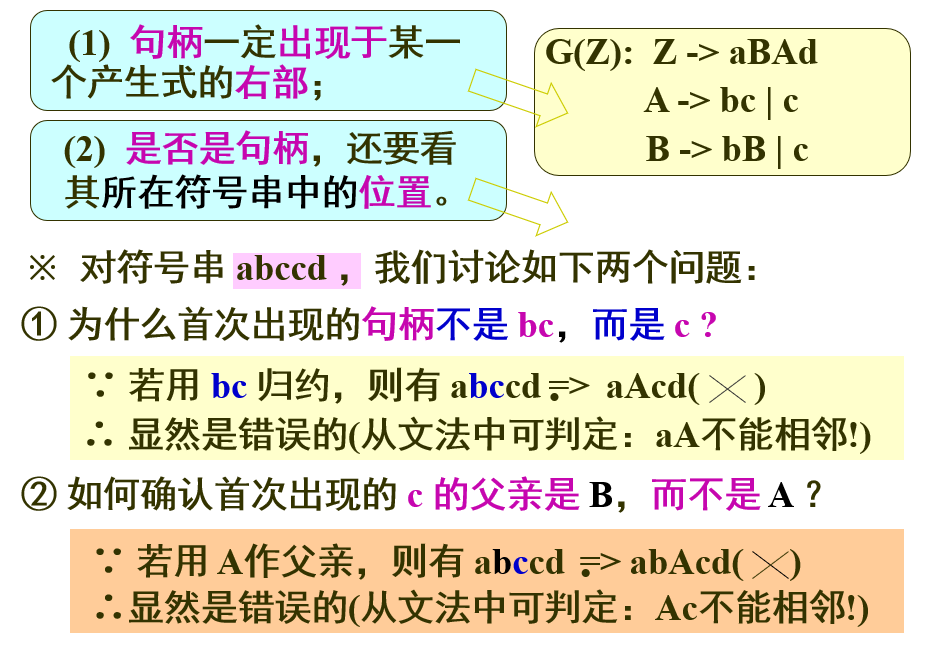 (1) 句柄一定出现于某一
个产生式的右部；
(2) 是否是句柄，还要看
其所在符号串中的位置。
G(Z): Z -> aBAd
A -> bc | c
B -> bB | c
※ 对符号串 abccd ，我们讨论如下两个问题：
① 为什么首次出现的句柄不是 bc，而是 c ?
∵ 若用 bc 归约，则有 abccd => aAcd( ╳ )
∴ 显然是错误的(从文法中可判定：aA不能相邻!)
② 如何确认首次出现的 c 的父亲是 B，而不是 A ？
∵ 若用 A作父亲，则有 abccd => abAcd( ╳ )
∴显然是错误的(从文法中可判定：Ac不能相邻!)